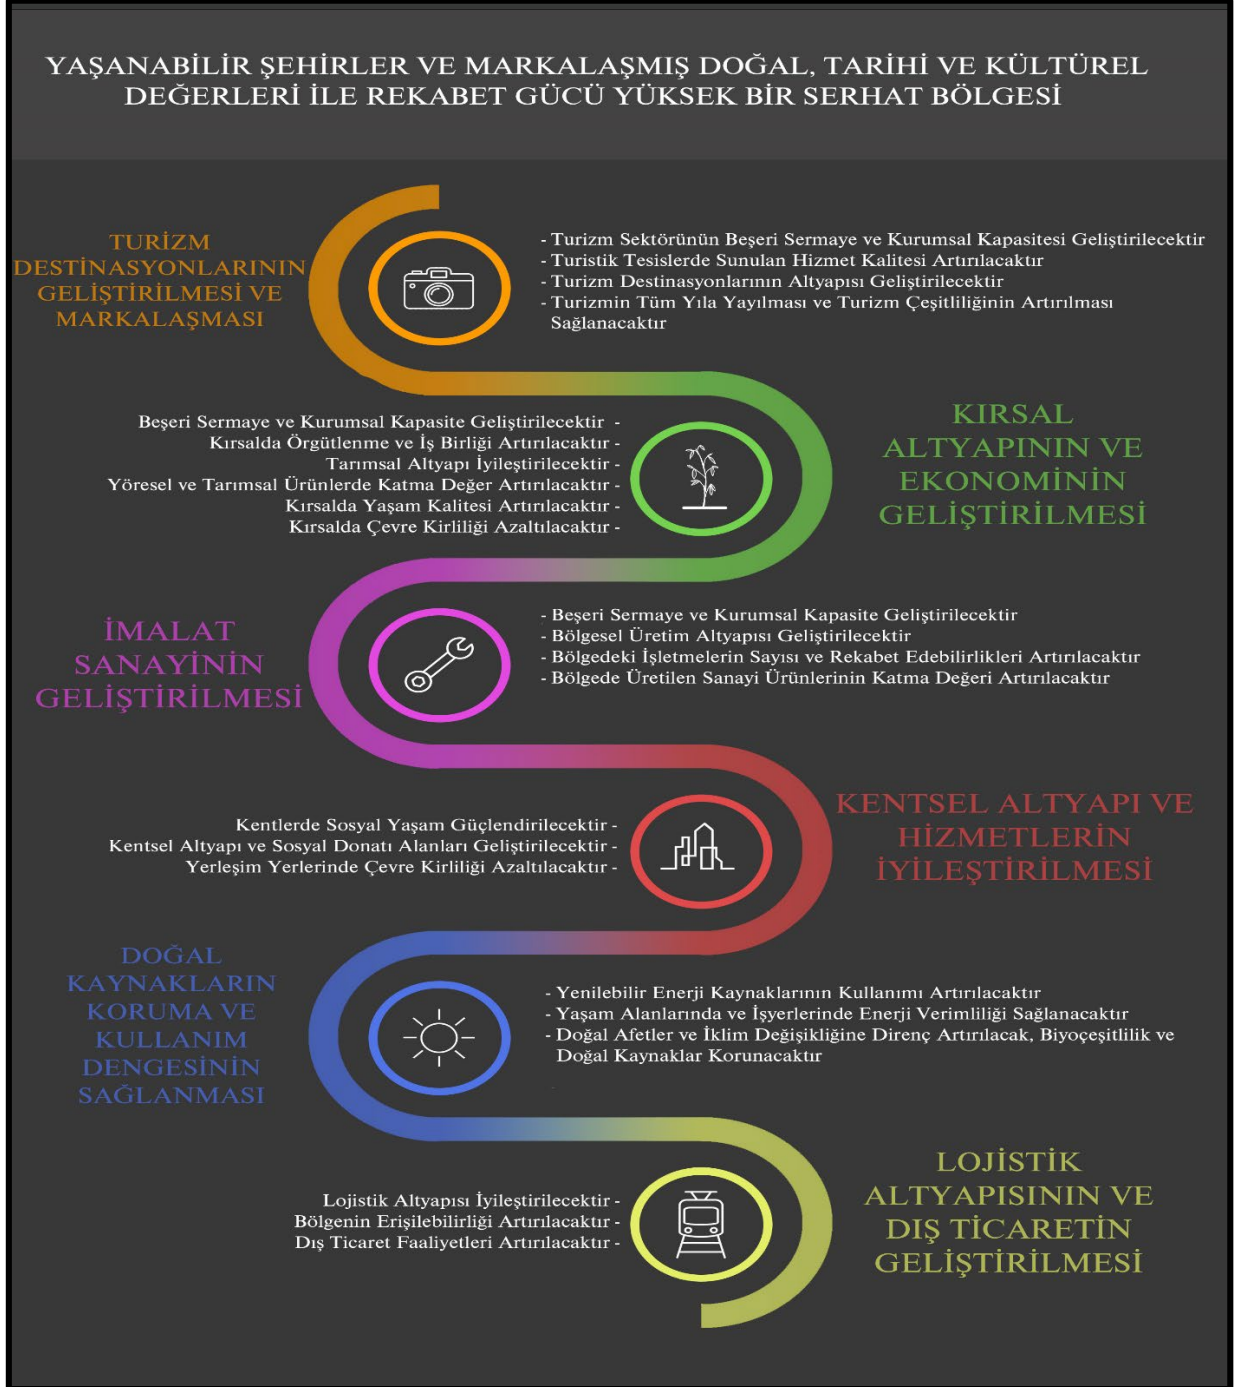 YAŞANABİLİR ŞEHİRLER VE MARKALAŞMIŞ DOĞAL, TARİHİ VE KÜLTÜREL
DEĞERLERİ İLE REKABET GÜCÜ YÜKSEK BİR SERHAT BÖLGESİ
TURİZM
DESTİNASYONLARININ
GELİŞTİRİLMESİ VE
MARKALAŞMASI
- Turizm Sektörünün Beşeri Sermaye ve Kurumsal Kapasitesi Geliştirilecektir
- Turistik Tesislerde Sunulan Hizmet Kalitesi Artırılacaktır
- Turizm Destinasyonlarının Altyapısı Geliştirilecektir
- Turizmin Tüm Yıla Yayılması ve Turizm Çeşitliliğinin Artırılması
Sağlanacaktır
Beşeri Sermaye ve Kurumsal Kapasite Geliştirilecektir -
Kırsalda Örgütlenme ve İş Birliği Artırılacaktır -
Tarımsal Altyapı İyileştirilecektir -
Yöresel ve Tarımsal Ürünlerde Katma Değer Artırılacaktır -
Kırsalda Yaşam Kalitesi Artırılacaktır -
Kırsalda Çevre Kirliliği Azaltılacaktır -
KIRSAL
ALTYAPININ VE
EKONOMİNİN
GELİŞTİRİLMESİ
İMALAT
SANAYİNİN
GELİŞTİRİLMESİ
- Beşeri Sermaye ve Kurumsal Kapasite Geliştirilecektir
- Bölgesel Üretim Altyapısı Geliştirilecektir
- Bölgedeki İşletmelerin Sayısı ve Rekabet Edebilirlikleri Artırılacaktır
- Bölgede Üretilen Sanayi Ürünlerinin Katma Değeri Artırılacaktır
Kentlerde Sosyal Yaşam Güçlendirilecektir -
Kentsel Altyapı ve Sosyal Donatı Alanları Geliştirilecektir -
Yerleşim Yerlerinde Çevre Kirliliği Azaltılacaktır -
KENTSEL ALTYAPI VE
HİZMETLERİN
İYİLEŞTİRİLMESİ
DOĞAL
KAYNAKLARIN
KORUMA VE
KULLANIM
DENGESİNİN
SAĞLANMASI
- Yenilebilir Enerji Kaynaklarının Kullanımı Artırılacaktır
- Yaşam Alanlarında ve İşyerlerinde Enerji Verimliliği Sağlanacaktır
- Doğal Afetler ve İklim Değişikliğine Direnç Artırılacak, Biyoçeşitlilik ve
Doğal Kaynaklar Korunacaktır
Lojistik Altyapısı İyileştirilecektir -
Bölgenin Erişilebilirliği Artırılacaktır -
Dış Ticaret Faaliyetleri Artırılacaktır -
LOJİSTİK
ALTYAPISININ VE
DIŞ TİCARETİN
GELİŞTİRİLMESİ